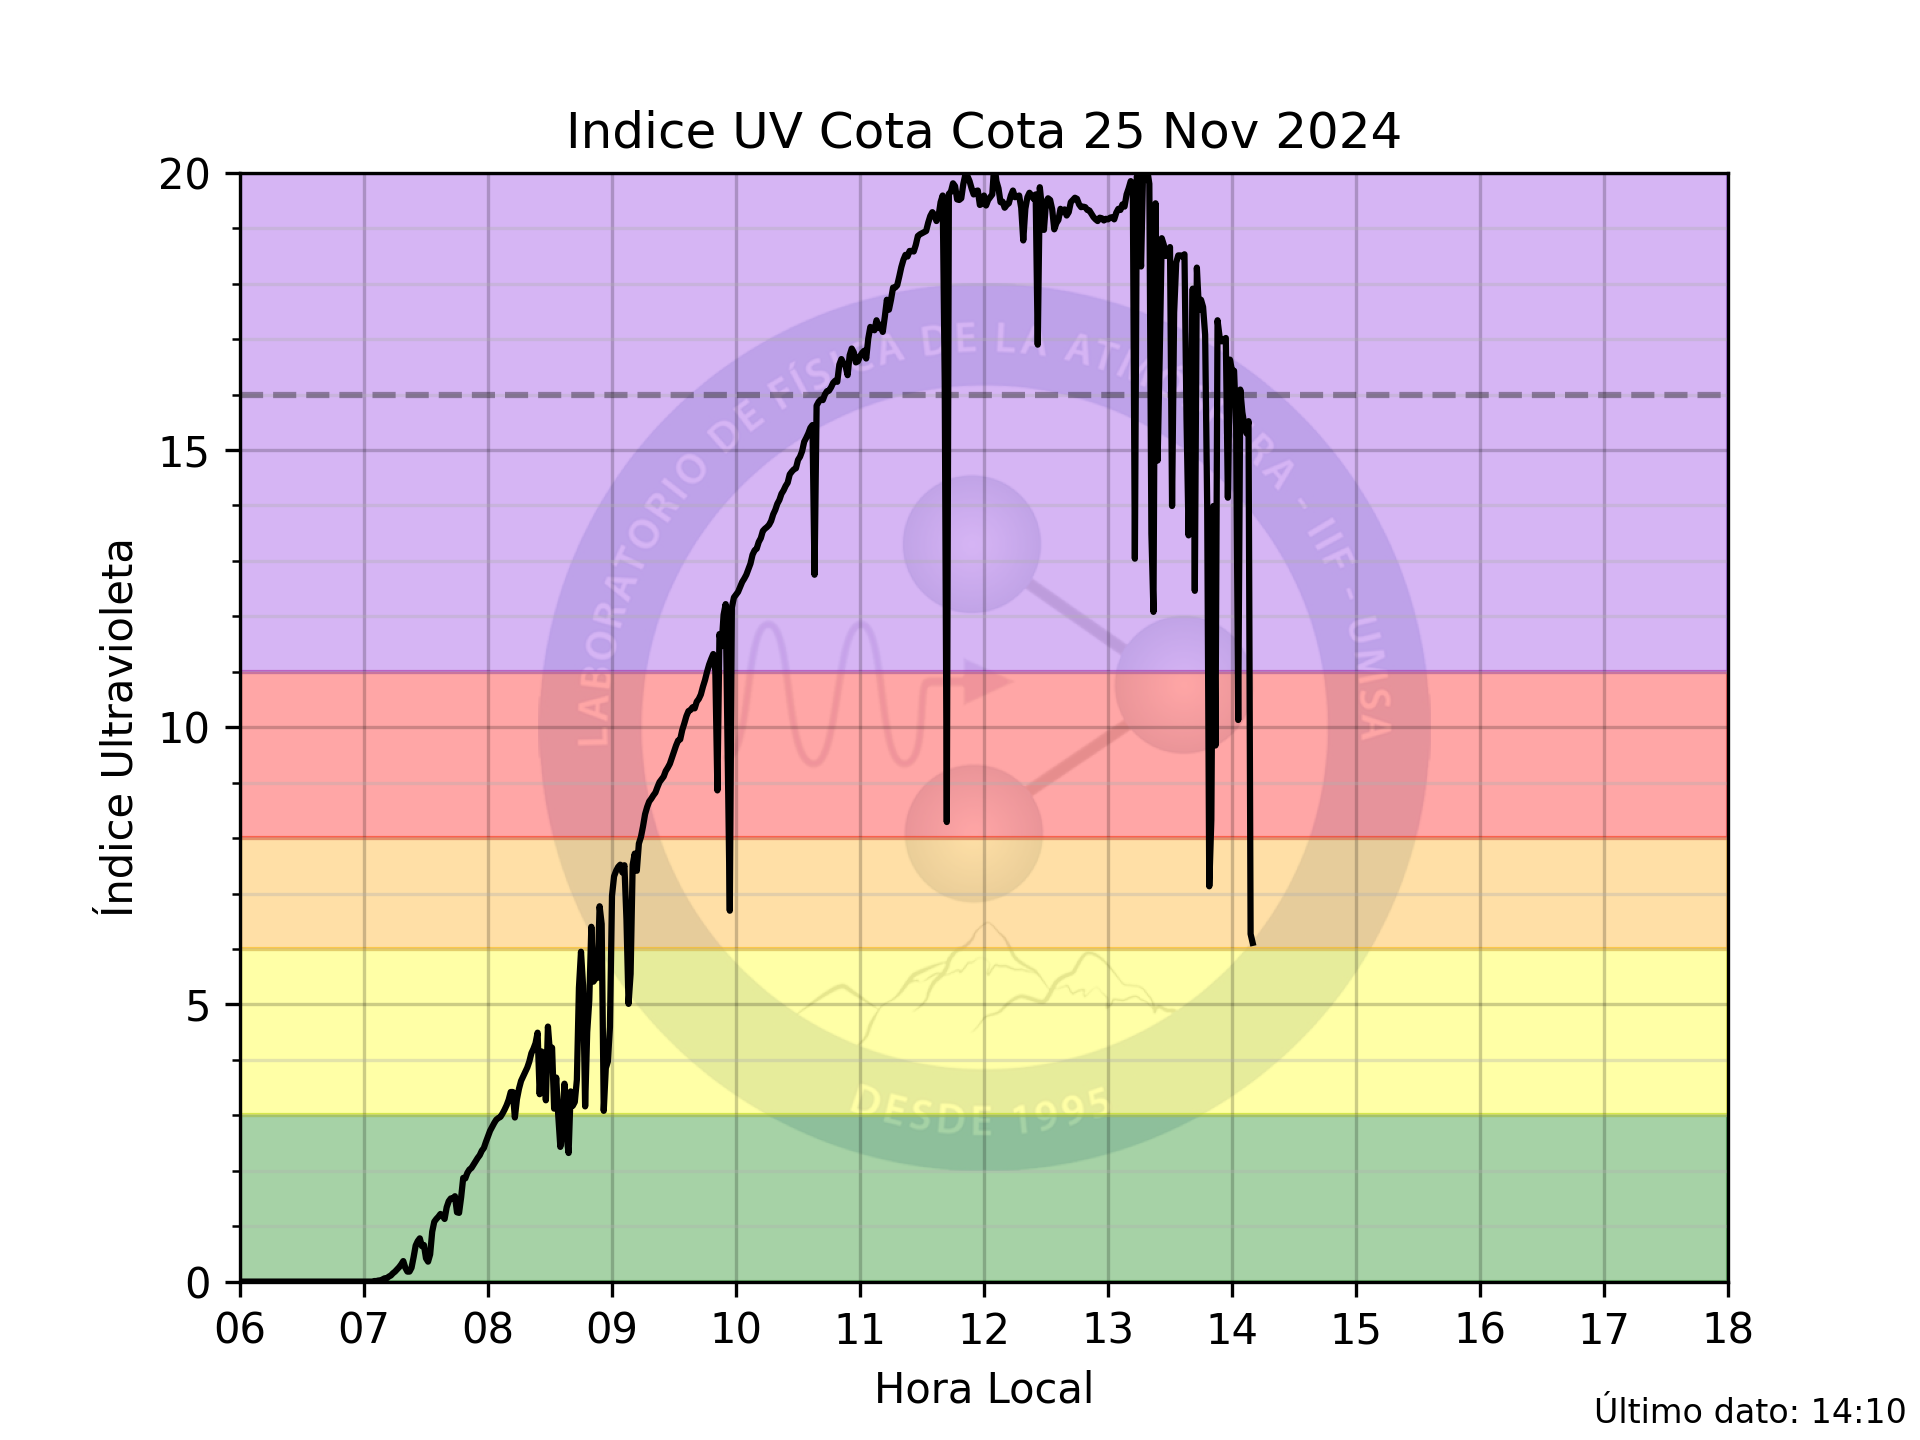 Indice UV Cota Cota 25 Nov 2024
20
15
10
5
0
Índice Ultravioleta
LABORATORIO DE FÍSICA DE LA ATMÓSFERA - IIF - UMSA
DESDE 1995
06 07 08 09 10 11 12 13 14 15 16 17 18
Hora Local
Último dato: 14:10